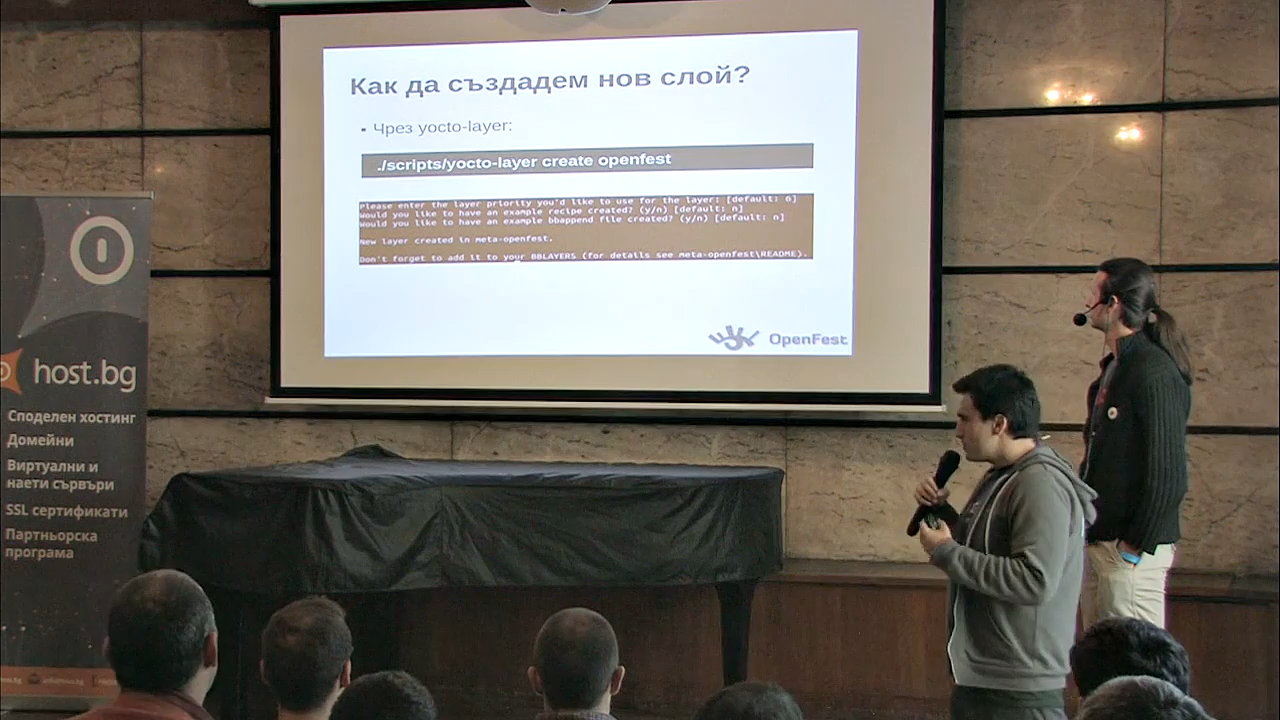 Как да създадем нов слой?
▪ Чрез yocto-layer:
./scripts/yocto-layer create openfest
Please enter the layer priority you'd like to use for the layer: [default: 6]
Would you like to have an example recipe created? (y/n) [default: n]
Would you like to have an example bbappend file created? (y/n) [default: n]
New layer created in meta-openfest.
Don't forget to add it to your BBLAYERS (for details see meta-openfest\README).
OpenFest
host.bg
Споделен хостинг
Домейни
Виртуални и
наети сървъри
SSL сертификати
Партньорска
програма